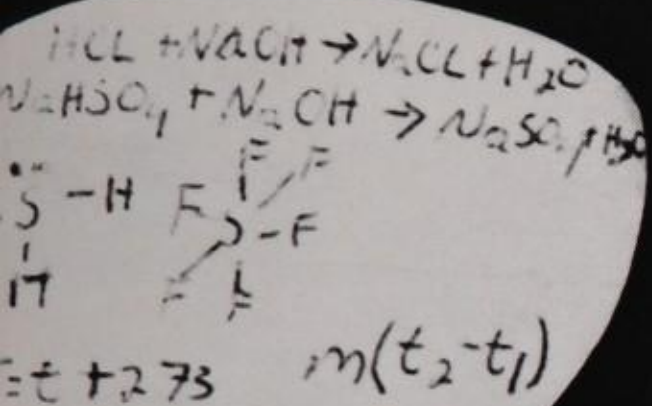 HCL + NaOH → NaCL + H₂O
NaHSO₄ + NaOH → Na₂SO₄ + H₂O
S - H
H
F F
F S - F
F F
= t + 273 m(t₂-t₁)